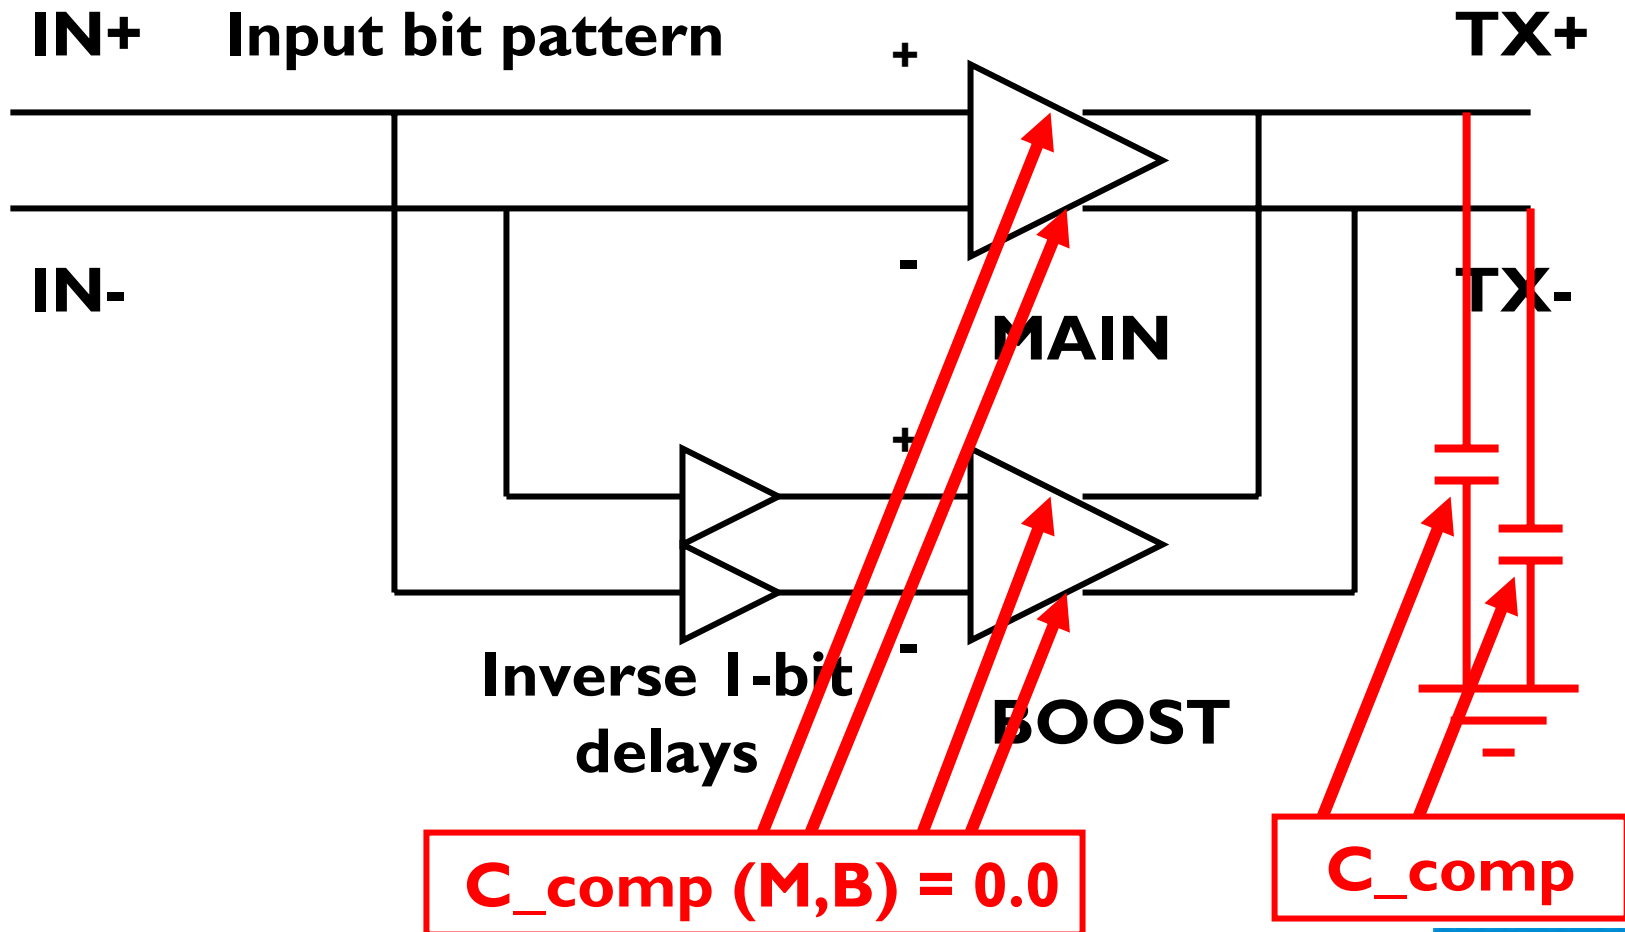 IN+ Input bit pattern + TX+
-
IN- TX-
MAIN
+
-
Inverse 1-bit
delays
BOOST
C_comp (M,B) = 0.0
C_comp